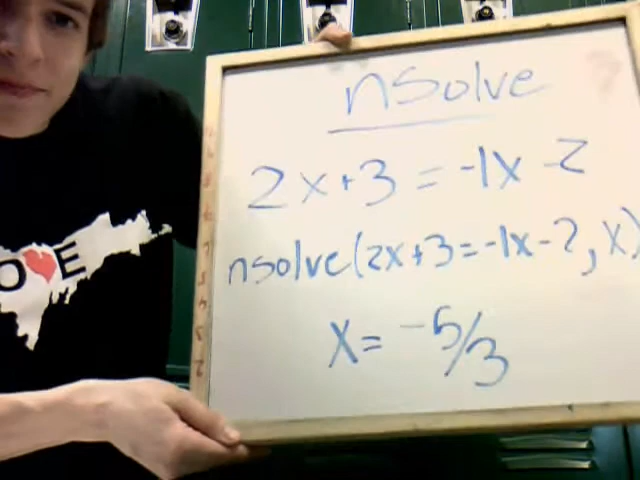 nsolve
2x+3=-1x-2
nsolve(2x+3=-1x-2,x)
x=-5/3